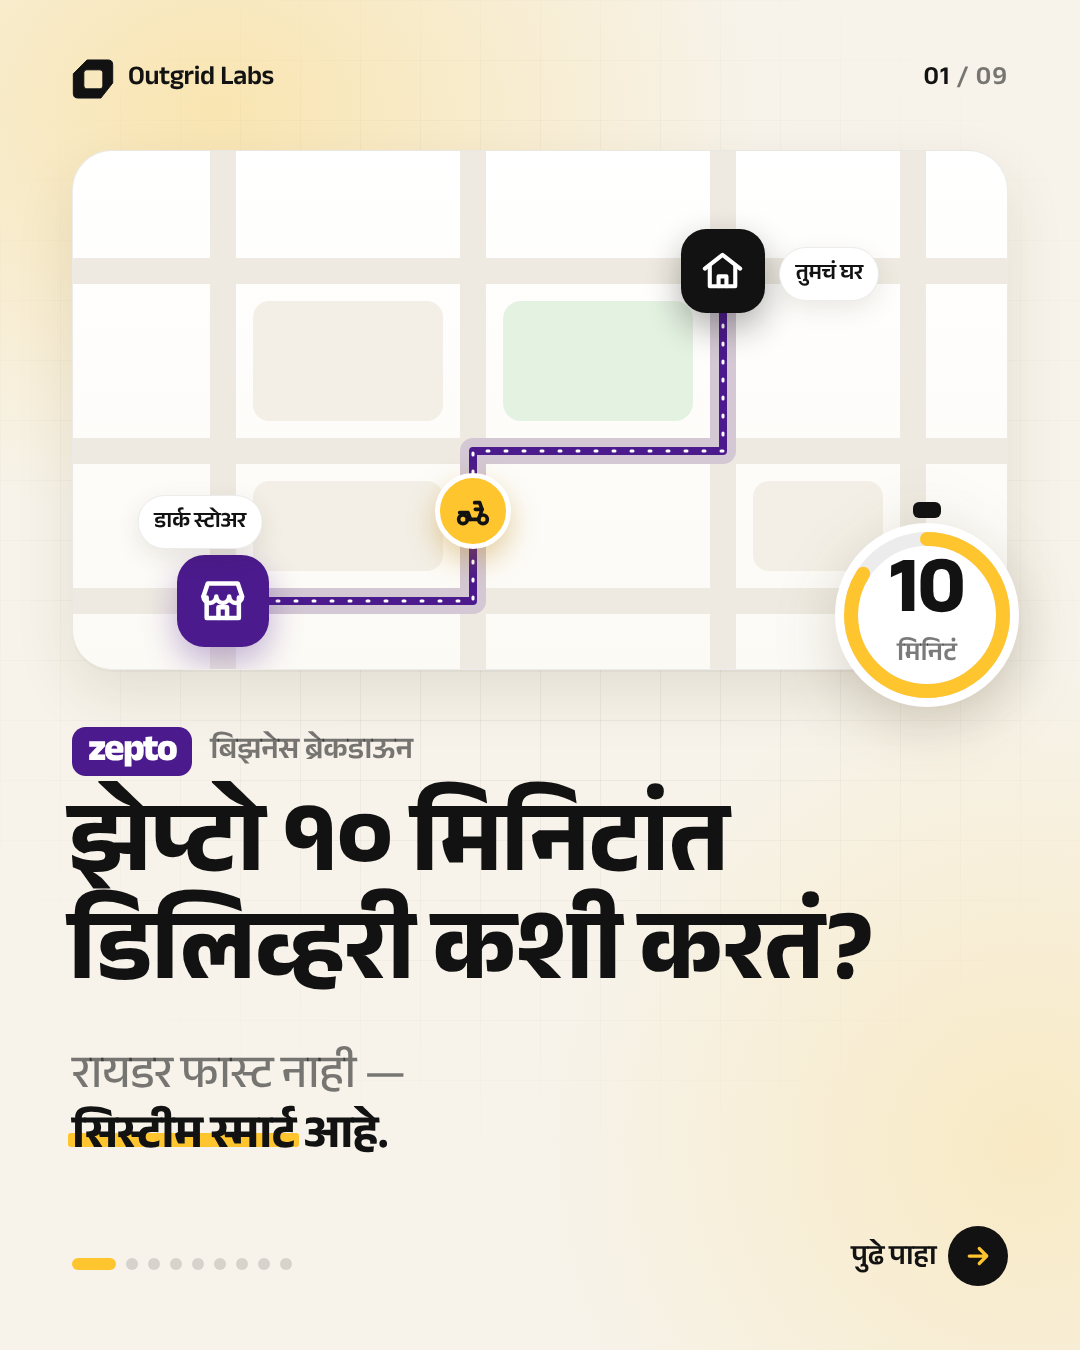 Outgrid Labs
01 / 09
तुमचं घर
डार्क स्टोअर
10
मिनिटं
zepto बिझनेस ब्रेकडाऊन
झेप्टो १० मिनिटांत
डिलिव्हरी कशी करतं?
रायडर फास्ट नाही —
सिस्टीम स्मार्ट आहे.
पुढे पाहा